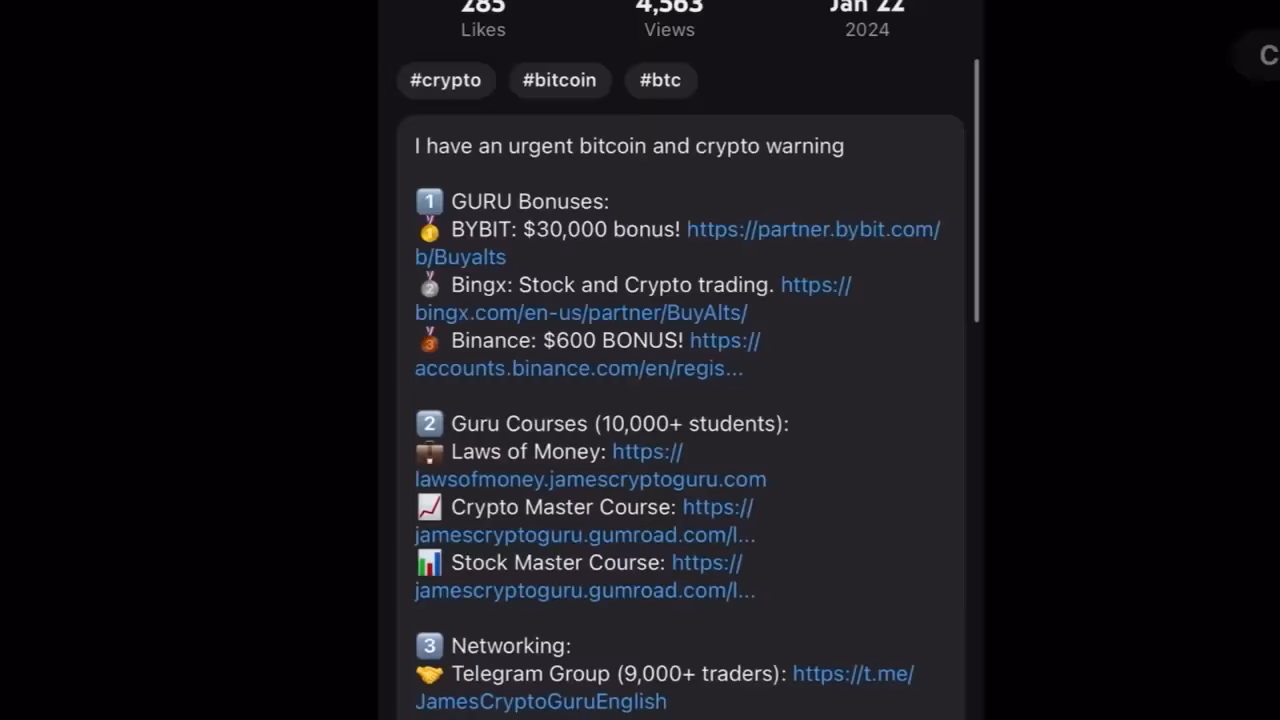 285 4,563 Jan 22
Likes Views 2024
#crypto #bitcoin #btc
C
I have an urgent bitcoin and crypto warning
1 GURU Bonuses:
🥇 BYBIT: $30,000 bonus! https://partner.bybit.com/
b/Buyalts
🥈 Bingx: Stock and Crypto trading. https://
bingx.com/en-us/partner/BuyAlts/
🥉 Binance: $600 BONUS! https://
accounts.binance.com/en/regis...
2 Guru Courses (10,000+ students):
💼 Laws of Money: https://
lawsofmoney.jamescryptoguru.com
📈 Crypto Master Course: https://
jamescryptoguru.gumroad.com/l...
📊 Stock Master Course: https://
jamescryptoguru.gumroad.com/l...
3 Networking:
🤝 Telegram Group (9,000+ traders): https://t.me/
JamesCryptoGuruEnglish